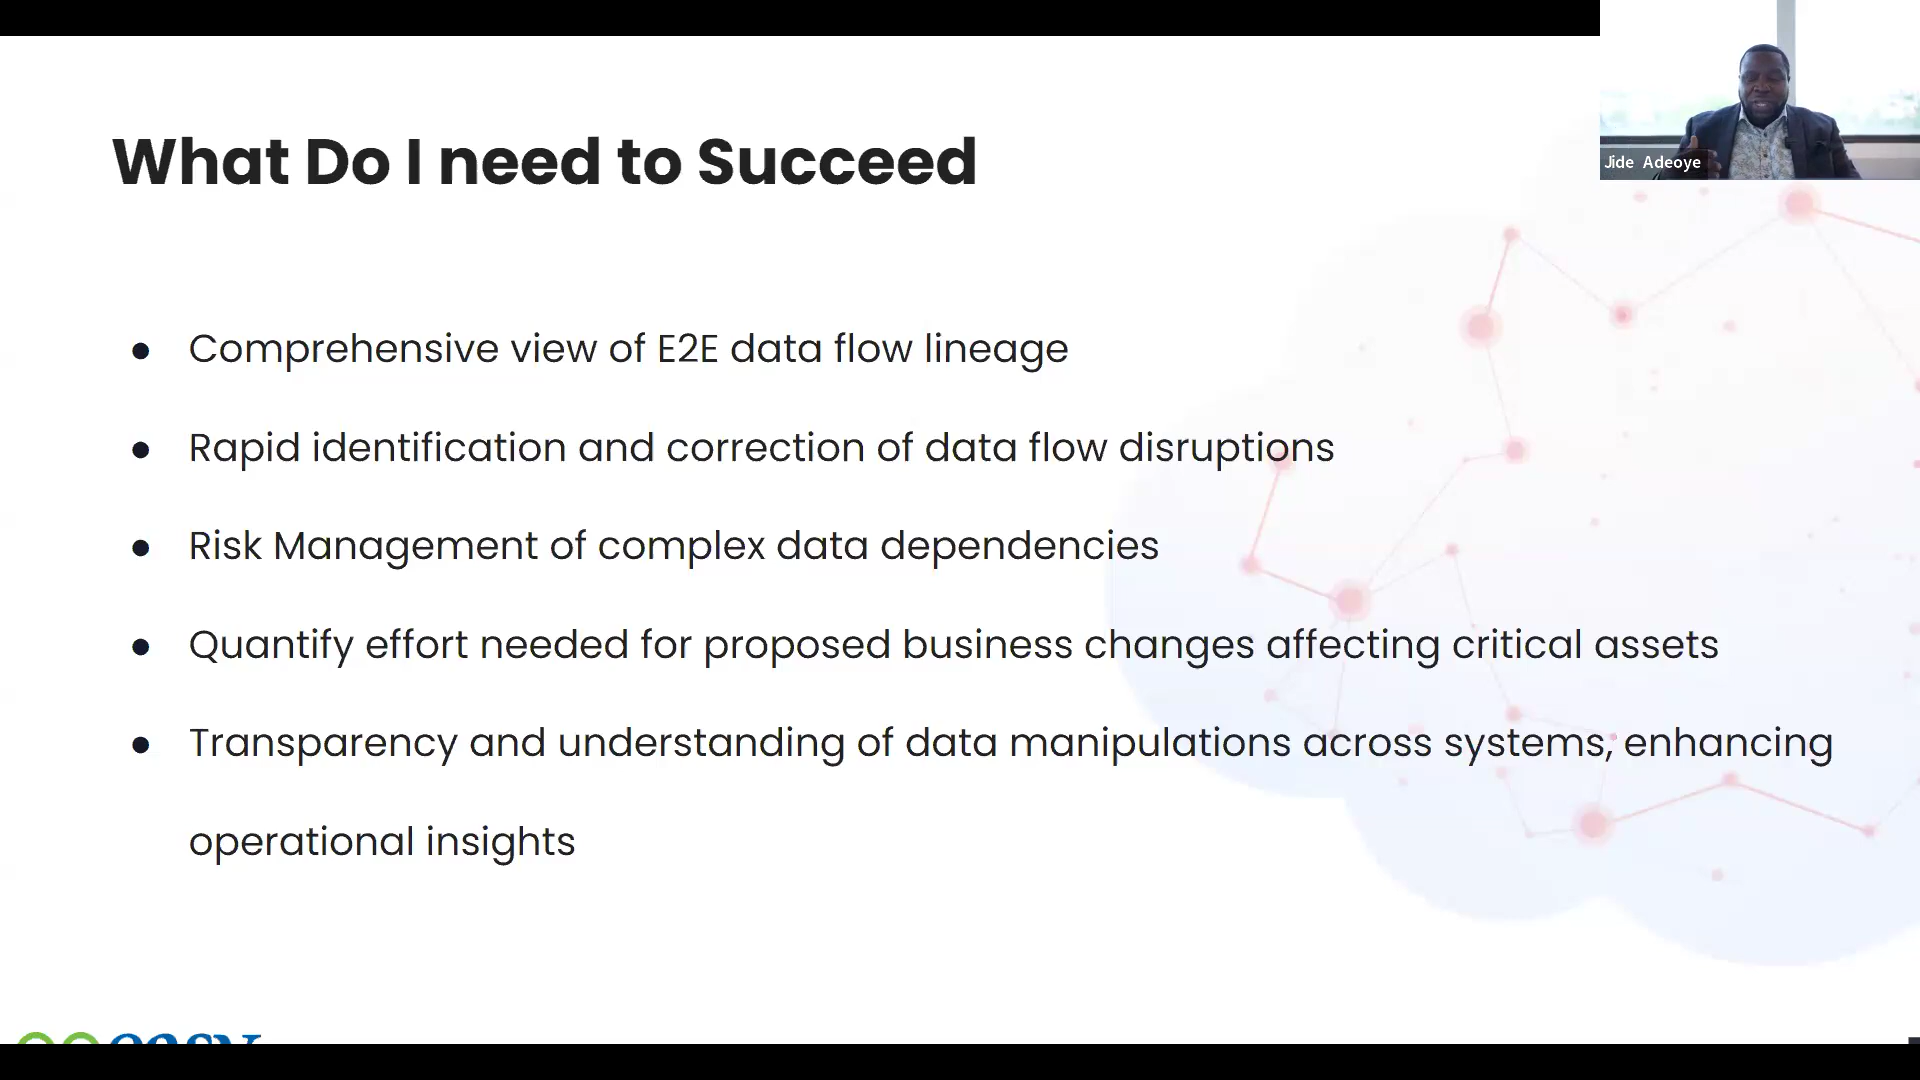 What Do I need to Succeed
Jide Adeoye
● Comprehensive view of E2E data flow lineage
● Rapid identification and correction of data flow disruptions
● Risk Management of complex data dependencies
● Quantify effort needed for proposed business changes affecting critical assets
● Transparency and understanding of data manipulations across systems, enhancing
operational insights